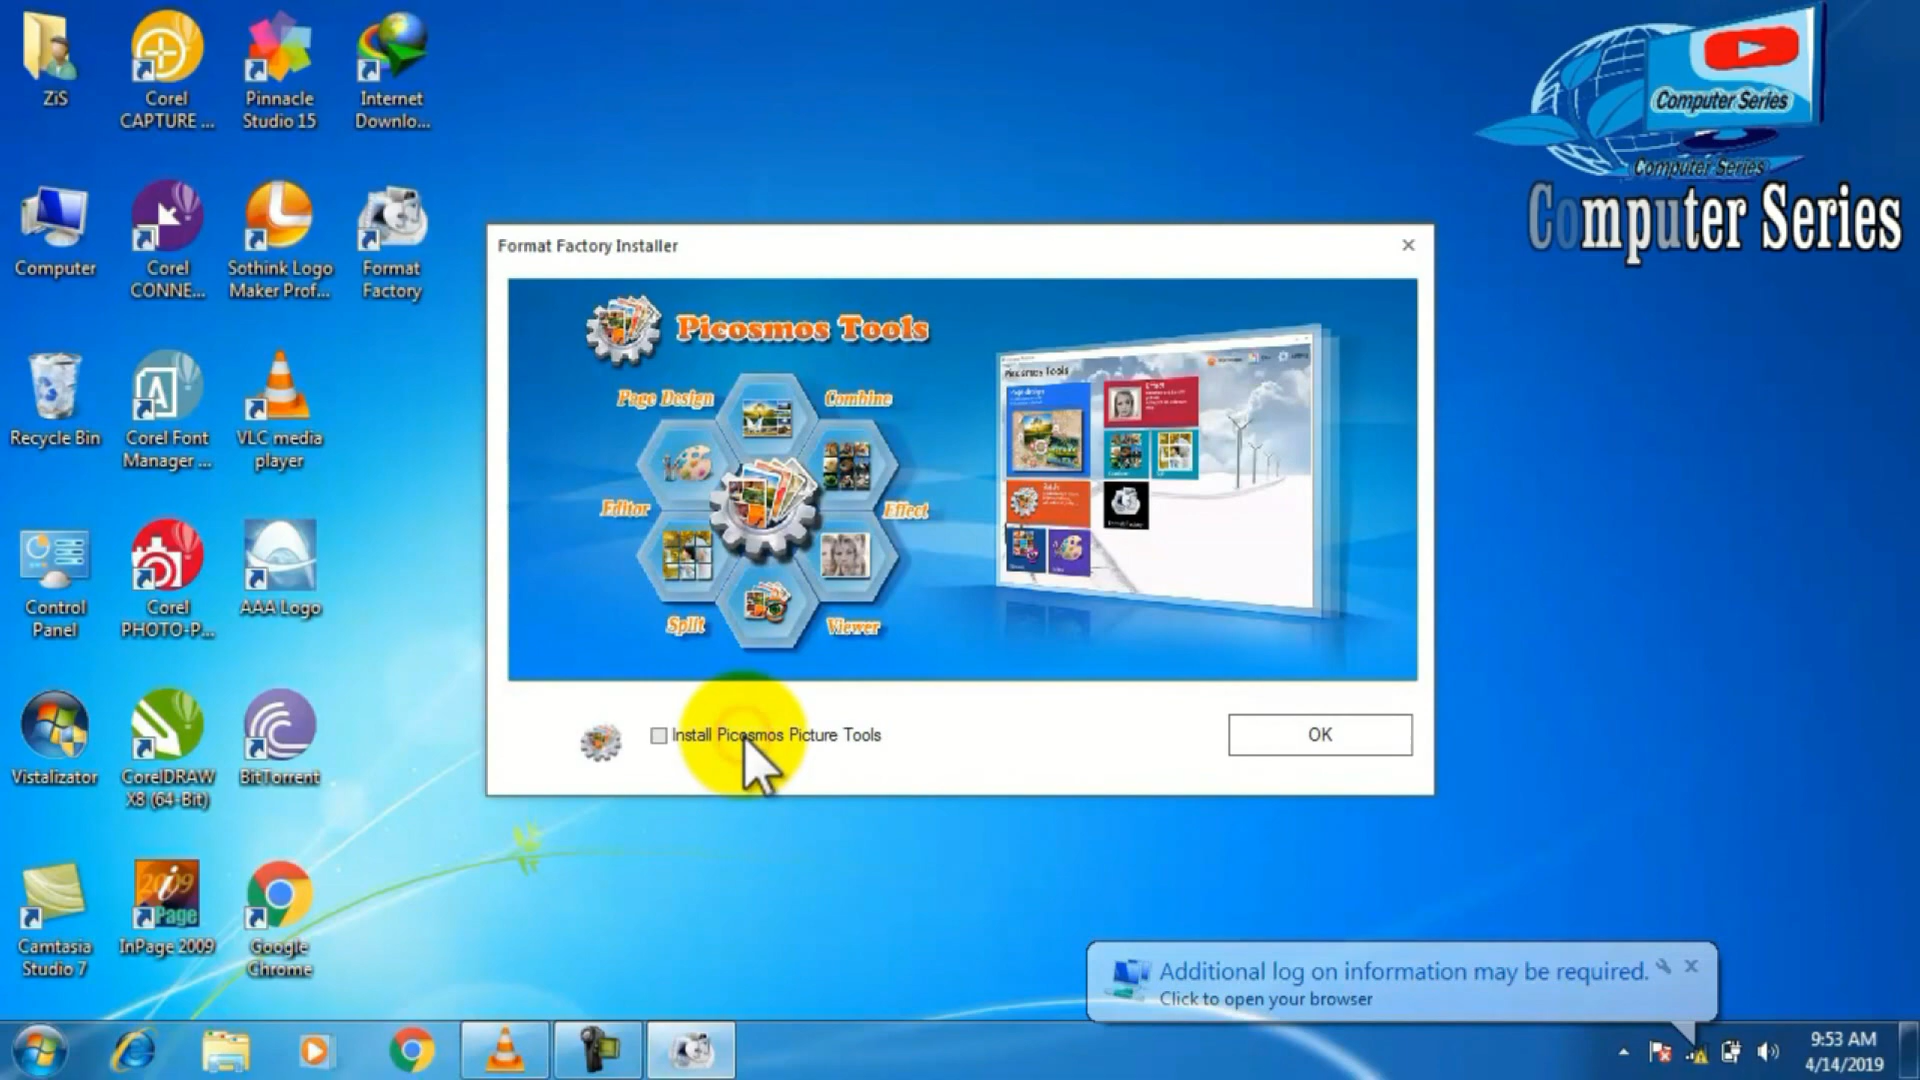 ZiS
Corel
CAPTURE ...
Pinnacle
Studio 15
Internet
Downlo...
Computer
Corel
CONNE...
Sothink Logo
Maker Prof...
Format
Factory
Recycle Bin
Corel Font
Manager ...
VLC media
player
Control
Panel
Corel
PHOTO-P...
AAA Logo
Vistalizator
CorelDRAW
X8 (64-Bit)
BitTorrent
Camtasia
Studio 7
2009
Page
InPage 2009
Google
Chrome
Computer Series
Computer Series
Computer Series
Format Factory Installer
Picosmos Tools
Page Design
Combine
Editor
Effect
Split
Viewer
Picosmos Tools
Install Picosmos Picture Tools
OK
Additional log on information may be required.
Click to open your browser
9:53 AM
4/14/2019